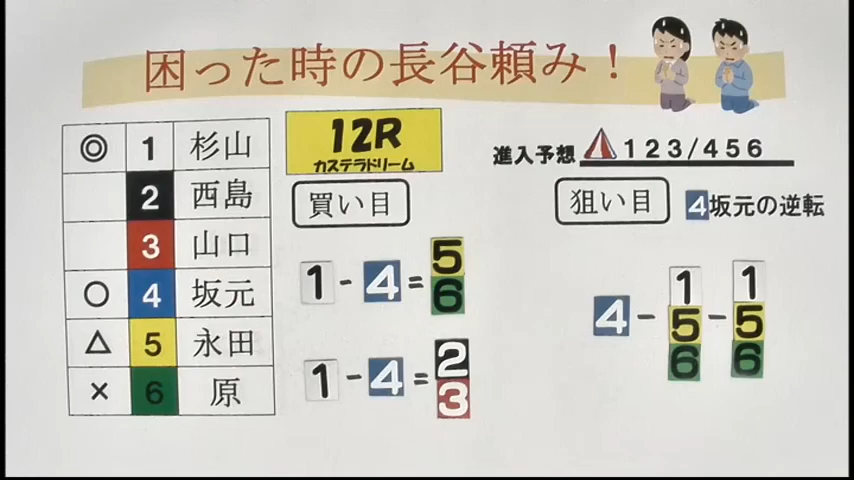 困った時の長谷頼み！
◎ 1 杉山
2 西島
3 山口
○ 4 坂元
△ 5 永田
× 6 原
12R
カステラドリーム
買い目
1-4=5
6
1-4=2
3
進入予想 123/456
狙い目 4坂元の逆転
1 1
4-5-5
6 6